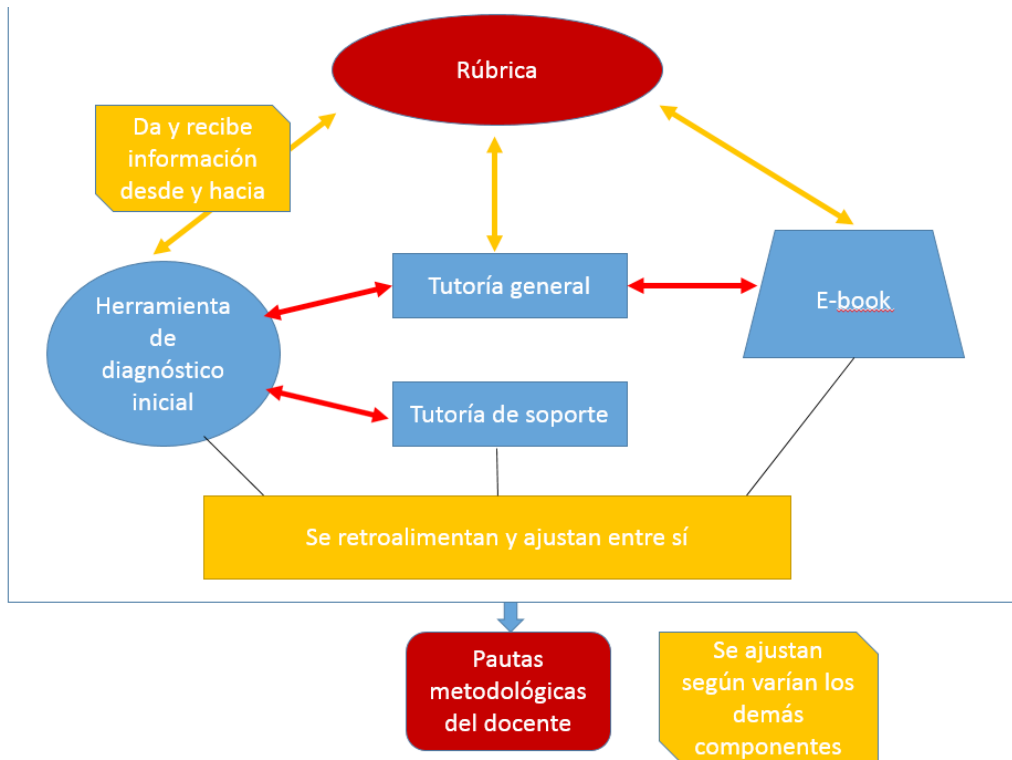 Rúbrica
Da y recibe
información
desde y hacia
Herramienta
de
diagnóstico
inicial
Tutoría general
E-book
Tutoría de soporte
Se retroalimentan y ajustan entre sí
Pautas
metodológicas
del docente
Se ajustan
según varían los
demás
componentes